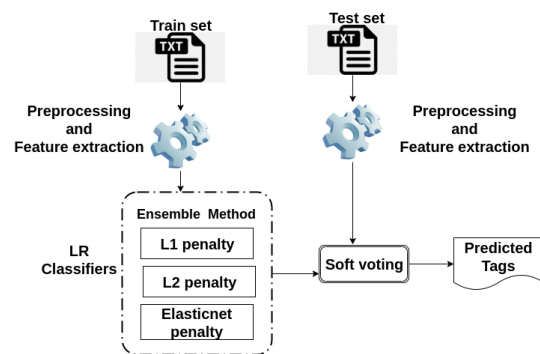 Train set
TXT
Test set
TXT
Preprocessing
and
Feature extraction
Preprocessing
and
Feature extraction
LR
Classifiers
Ensemble Method
L1 penalty
L2 penalty
Elasticnet
penalty
Soft voting
Predicted
Tags